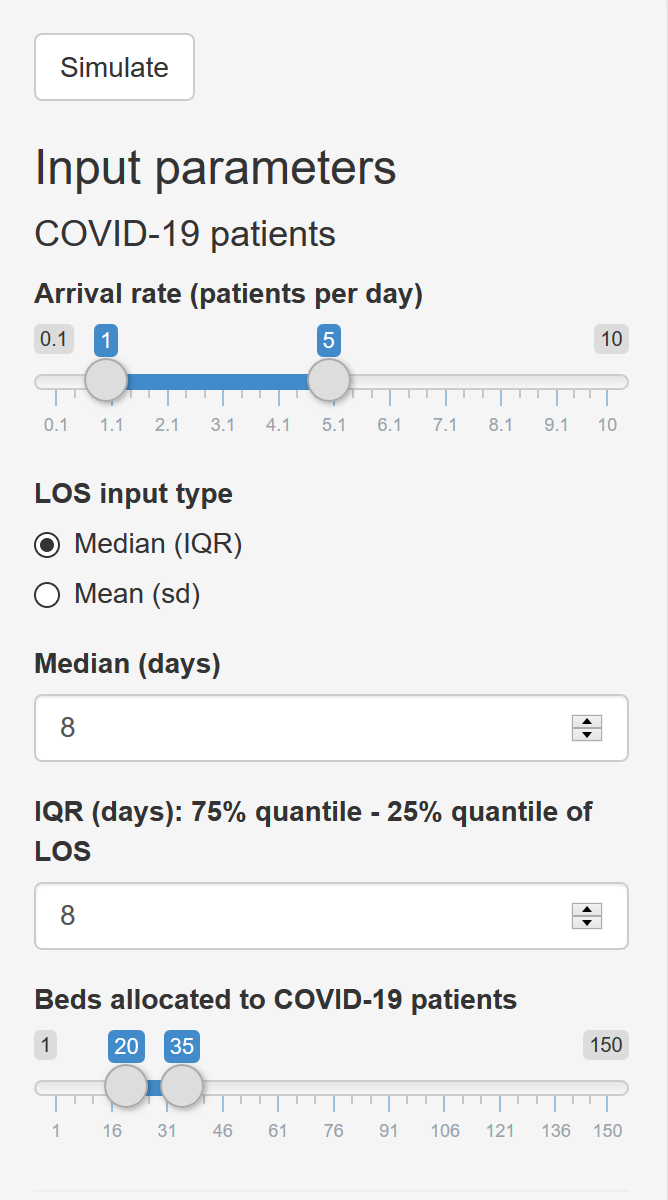 Simulate
Input parameters
COVID-19 patients
Arrival rate (patients per day)
0.1 1 5 10
0.1 1.1 2.1 3.1 4.1 5.1 6.1 7.1 8.1 9.1 10
LOS input type
Median (IQR)
Mean (sd)
Median (days)
8
IQR (days): 75% quantile - 25% quantile of
LOS
8
Beds allocated to COVID-19 patients
1 20 35 150
1 16 31 46 61 76 91 106 121 136 150